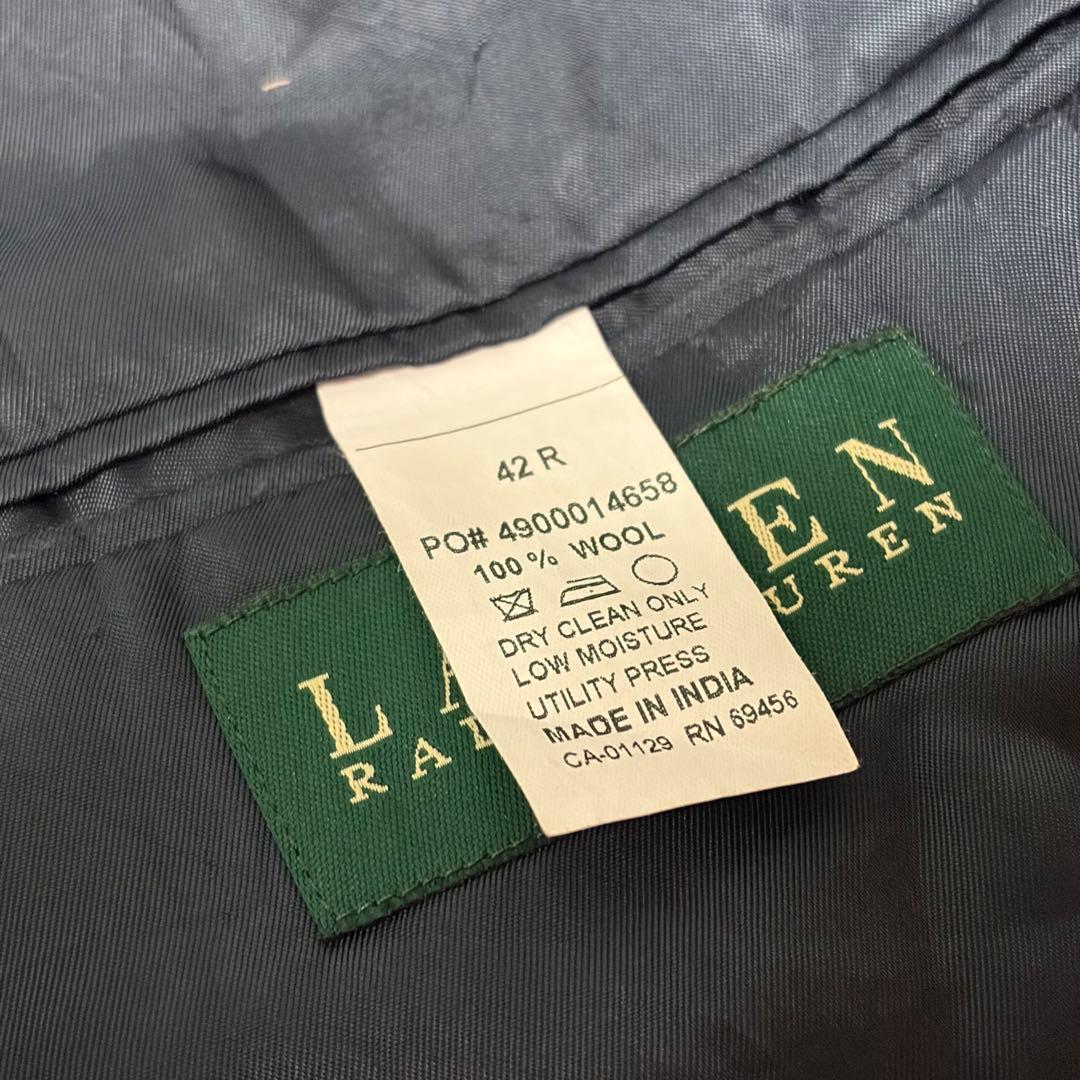 42 R
PO# 4900014658
100 % WOOL
DRY CLEAN ONLY
LOW MOISTURE
UTILITY PRESS
MADE IN INDIA
CA-01129 RN 69456